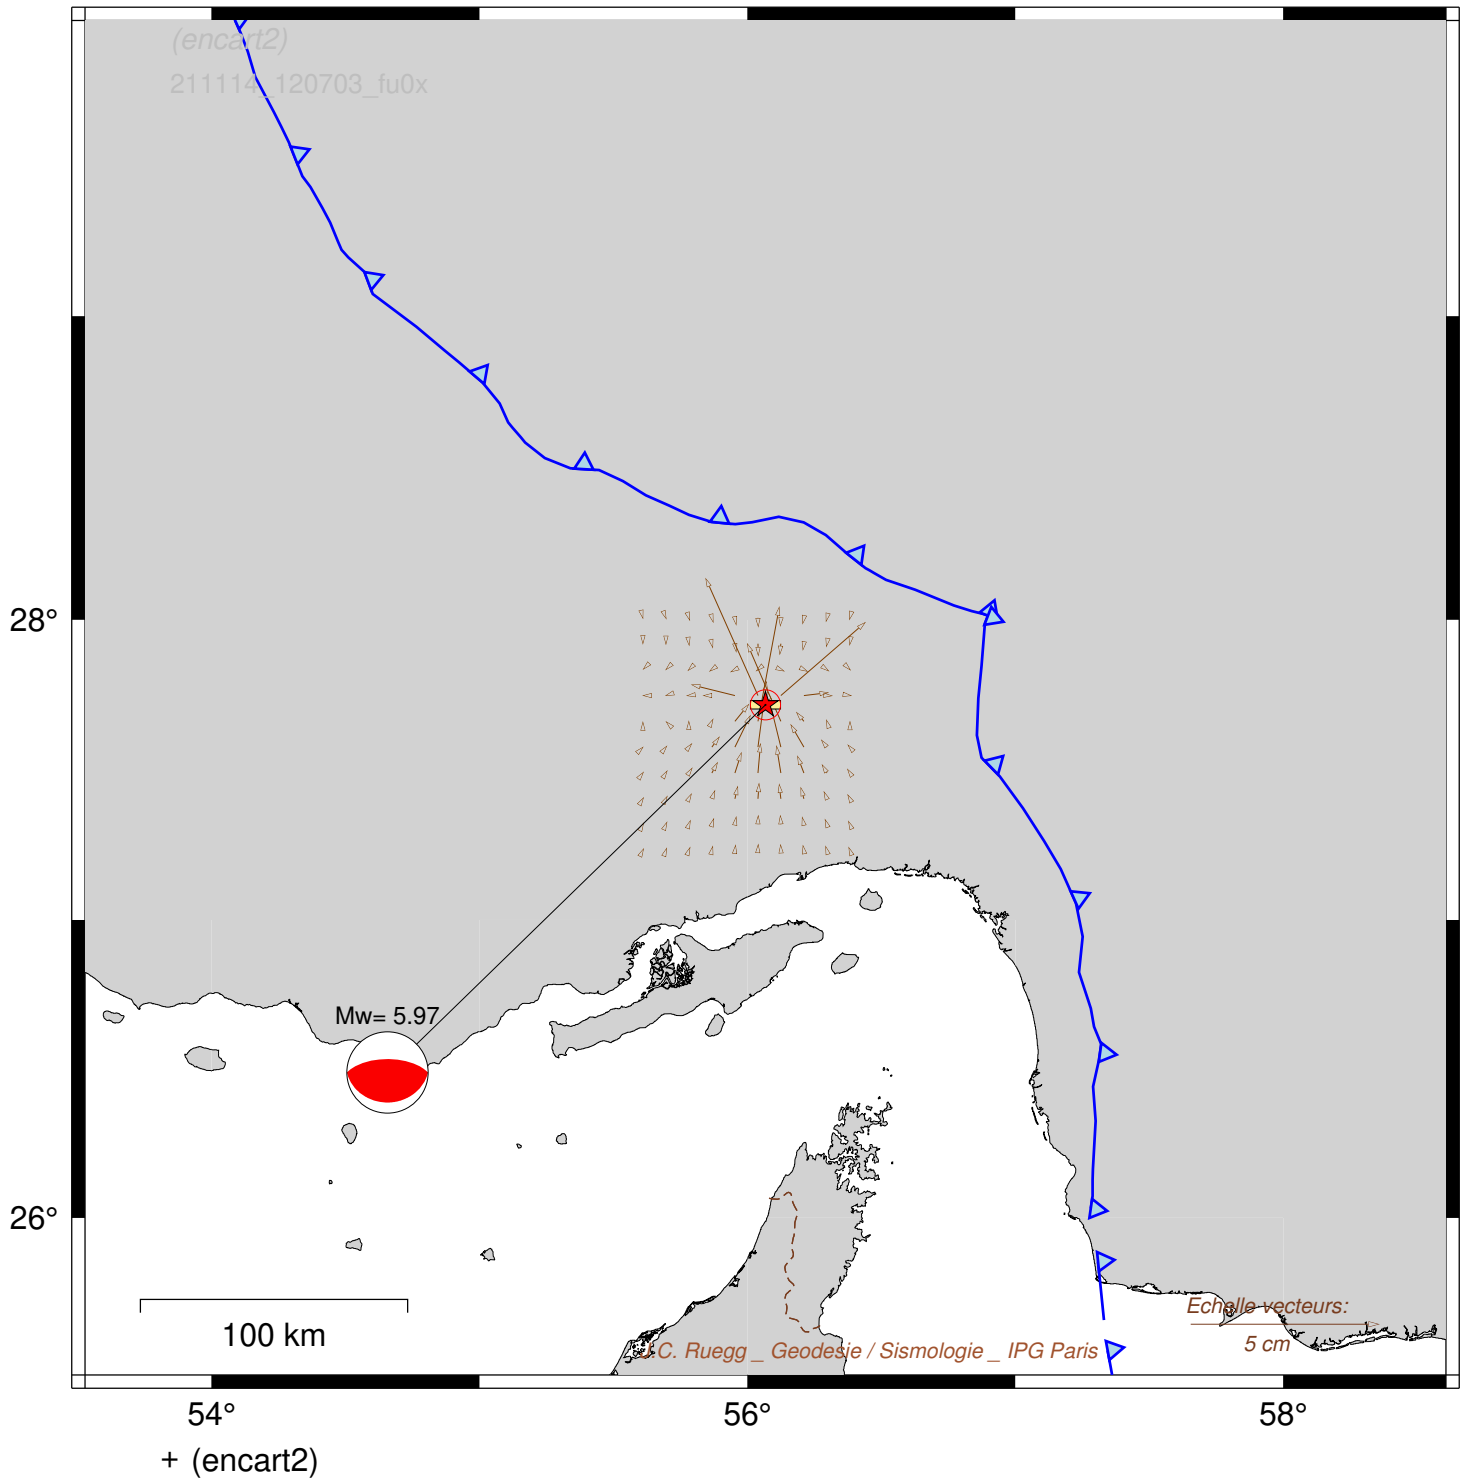 (encart2)
211114_120703_fu0x
28°
Mw= 5.97
26°
100 km
Echelle vecteurs:
5 cm
J.C. Ruegg _ Geodesie / Sismologie _ IPG Paris
54°
56°
58°
+ (encart2)